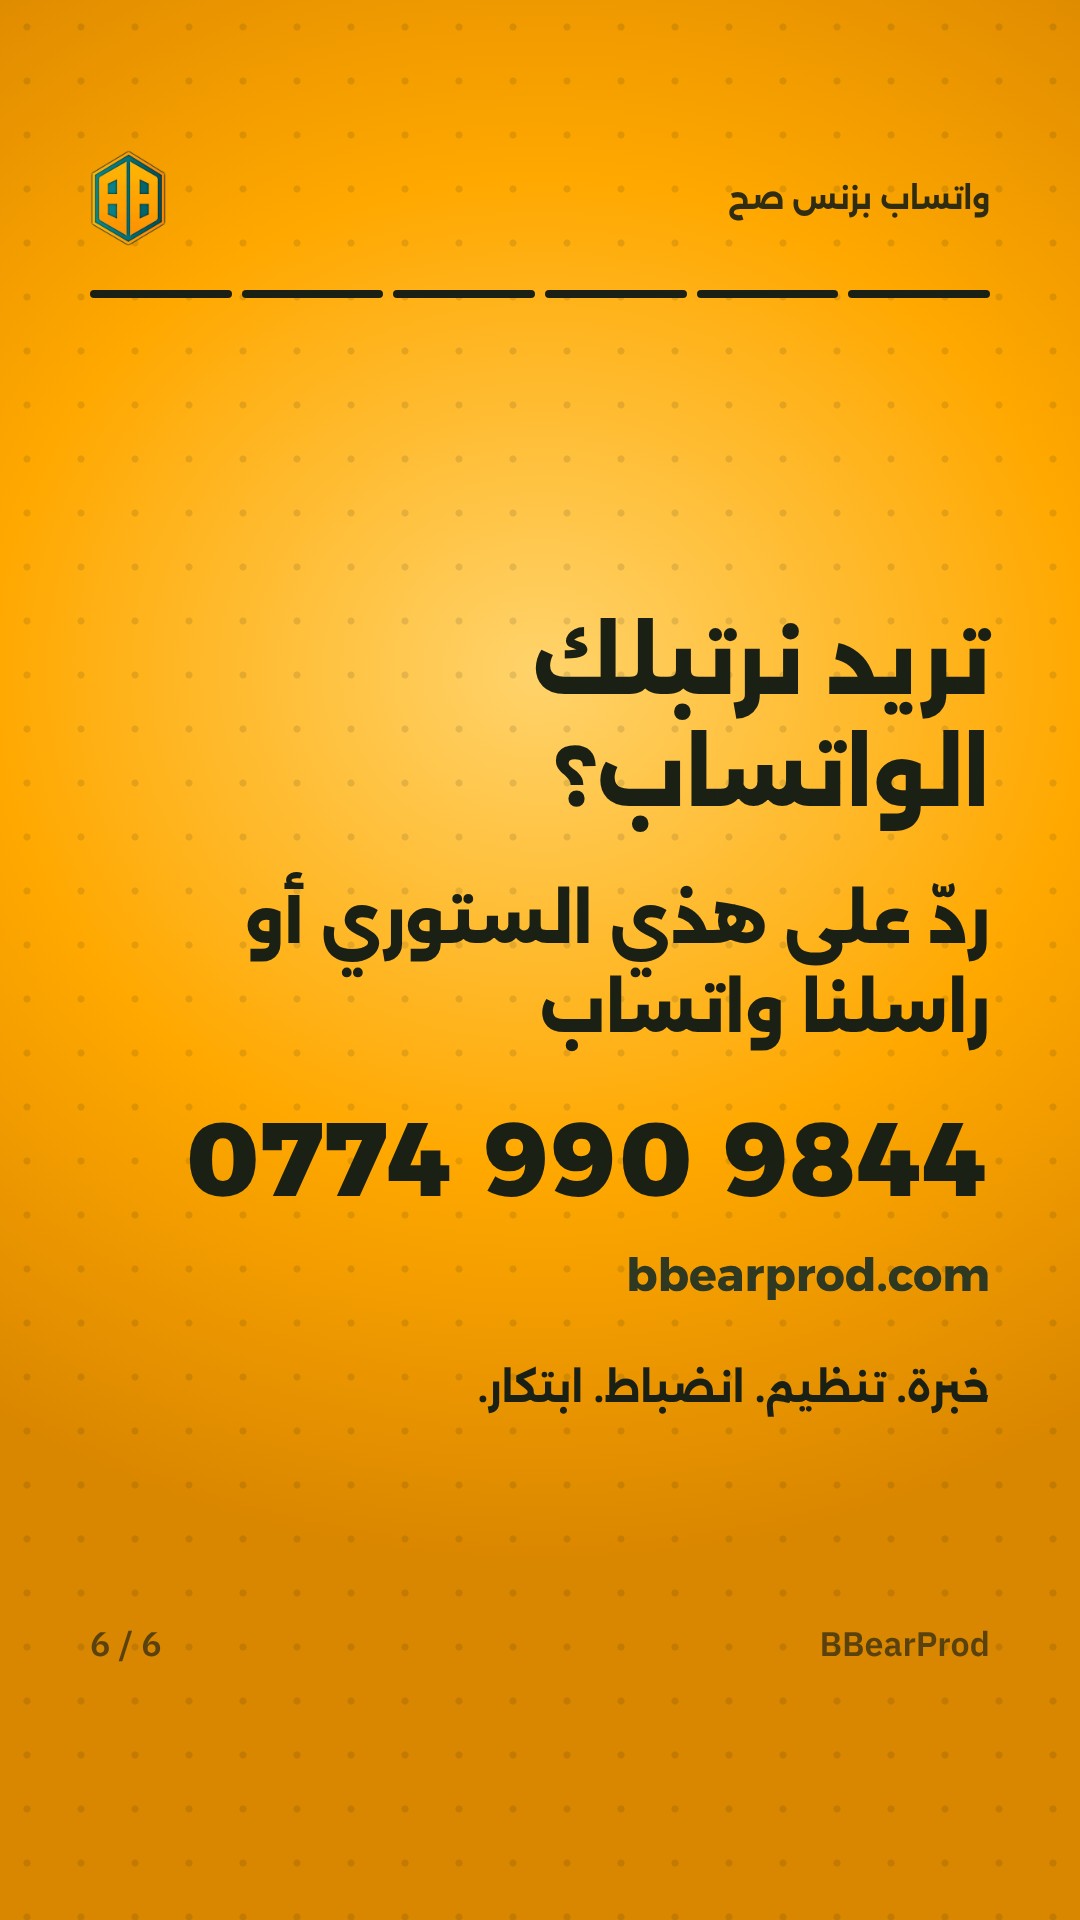 واتساب بزنس صح
تريد نرتبلك
الواتساب؟
ردّ على هذي الستوري أو
راسلنا واتساب
0774 990 9844
bbearprod.com
خبرة. تنظيم. انضباط. ابتكار.
BBearProd
6 / 6